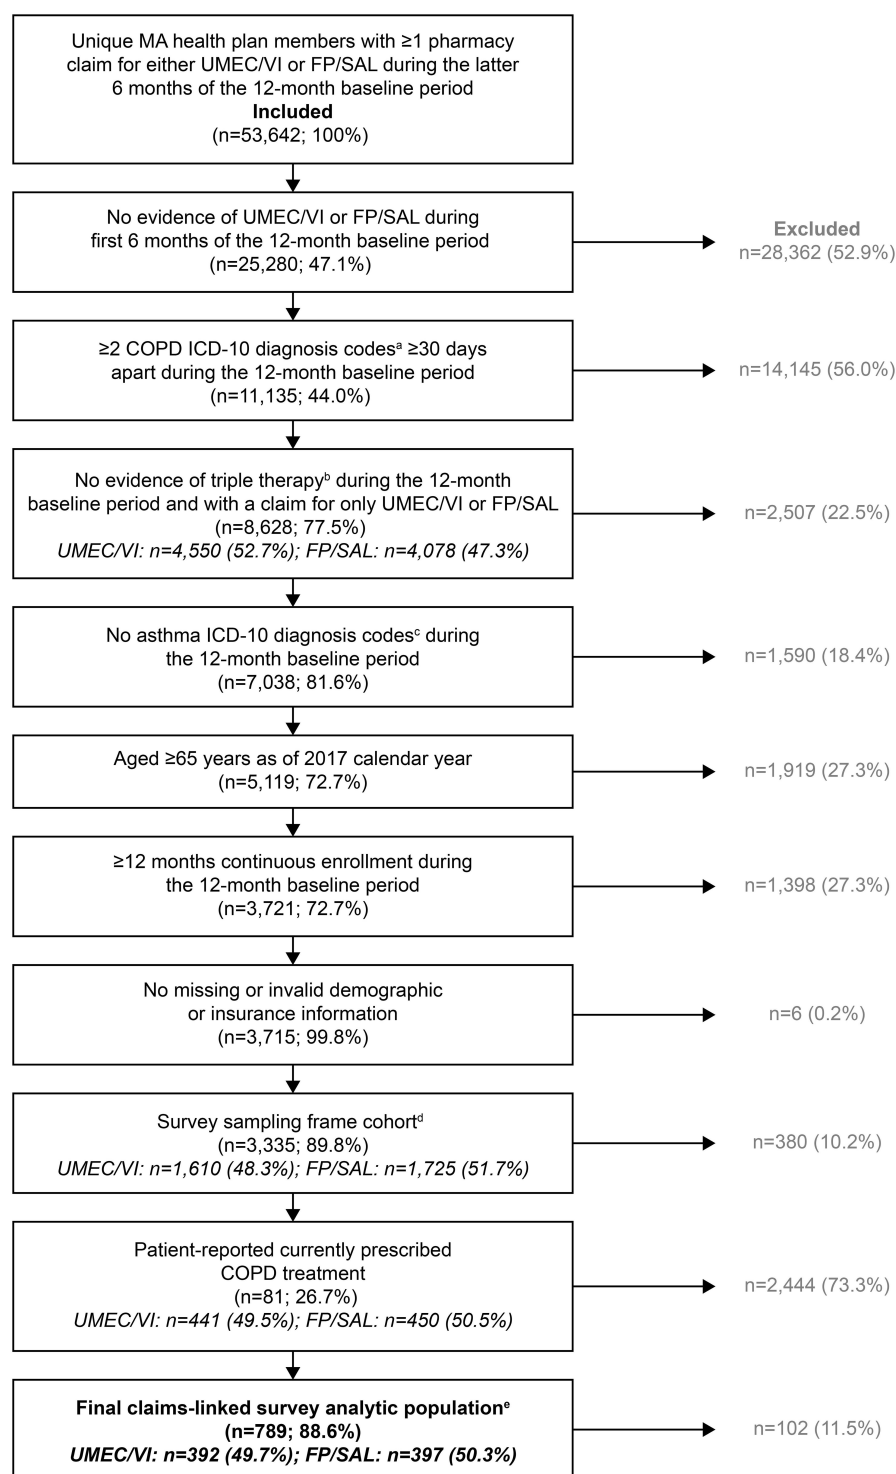 Unique MA health plan members with ≥1 pharmacy
claim for either UMEC/VI or FP/SAL during the latter
6 months of the 12-month baseline period
Included
(n=53,642; 100%)
No evidence of UMEC/VI or FP/SAL during
first 6 months of the 12-month baseline period
(n=25,280; 47.1%)
Excluded
n=28,362 (52.9%)
≥2 COPD ICD-10 diagnosis codesᵃ ≥30 days
apart during the 12-month baseline period
(n=11,135; 44.0%)
n=14,145 (56.0%)
No evidence of triple therapyᵇ during the 12-month
baseline period and with a claim for only UMEC/VI or FP/SAL
(n=8,628; 77.5%)
UMEC/VI: n=4,550 (52.7%); FP/SAL: n=4,078 (47.3%)
n=2,507 (22.5%)
No asthma ICD-10 diagnosis codesᶜ during
the 12-month baseline period
(n=7,038; 81.6%)
n=1,590 (18.4%)
Aged ≥65 years as of 2017 calendar year
(n=5,119; 72.7%)
n=1,919 (27.3%)
≥12 months continuous enrollment during
the 12-month baseline period
(n=3,721; 72.7%)
n=1,398 (27.3%)
No missing or invalid demographic
or insurance information
(n=3,715; 99.8%)
n=6 (0.2%)
Survey sampling frame cohortᵈ
(n=3,335; 89.8%)
UMEC/VI: n=1,610 (48.3%); FP/SAL: n=1,725 (51.7%)
n=380 (10.2%)
Patient-reported currently prescribed
COPD treatment
(n=81; 26.7%)
UMEC/VI: n=441 (49.5%); FP/SAL: n=450 (50.5%)
n=2,444 (73.3%)
Final claims-linked survey analytic populationᵉ
(n=789; 88.6%)
UMEC/VI: n=392 (49.7%); FP/SAL: n=397 (50.3%)
n=102 (11.5%)